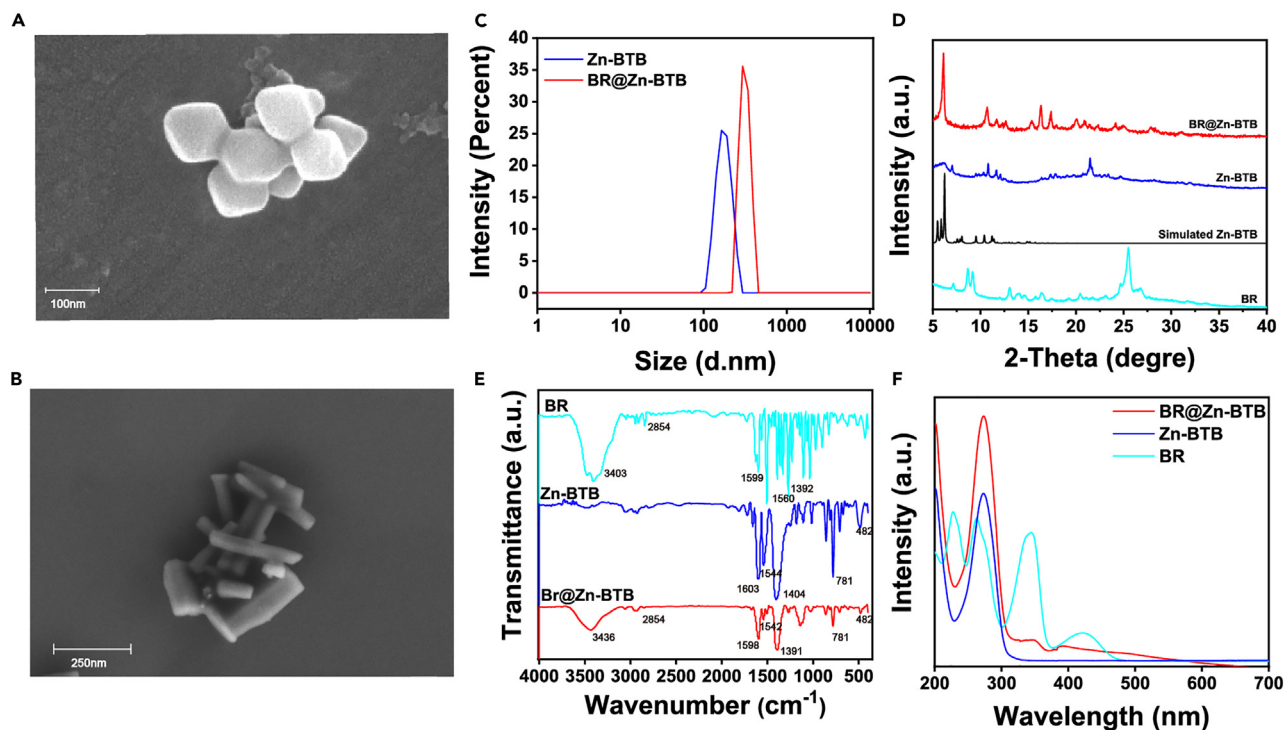 A
100nm
B
250nm
C
Intensity (Percent)
40
35
30
25
20
15
10
5
0
Zn-BTB
BR@Zn-BTB
1
10
100
1000
10000
Size (d.nm)
D
Intensity (a.u.)
BR@Zn-BTB
Zn-BTB
Simulated Zn-BTB
BR
5
10
15
20
25
30
35
40
2-Theta (degre)
E
Transmittance (a.u.)
BR
2854
3403
1599
1560
1392
Zn-BTB
482
1544
781
1603
1404
Br@Zn-BTB
2854
3436
1542
1598
1391
781
482
4000
3000
2000
1000
0
Wavenumber (cm-1)
F
Intensity (a.u.)
BR@Zn-BTB
Zn-BTB
BR
200
300
400
500
600
700
Wavelength (nm)